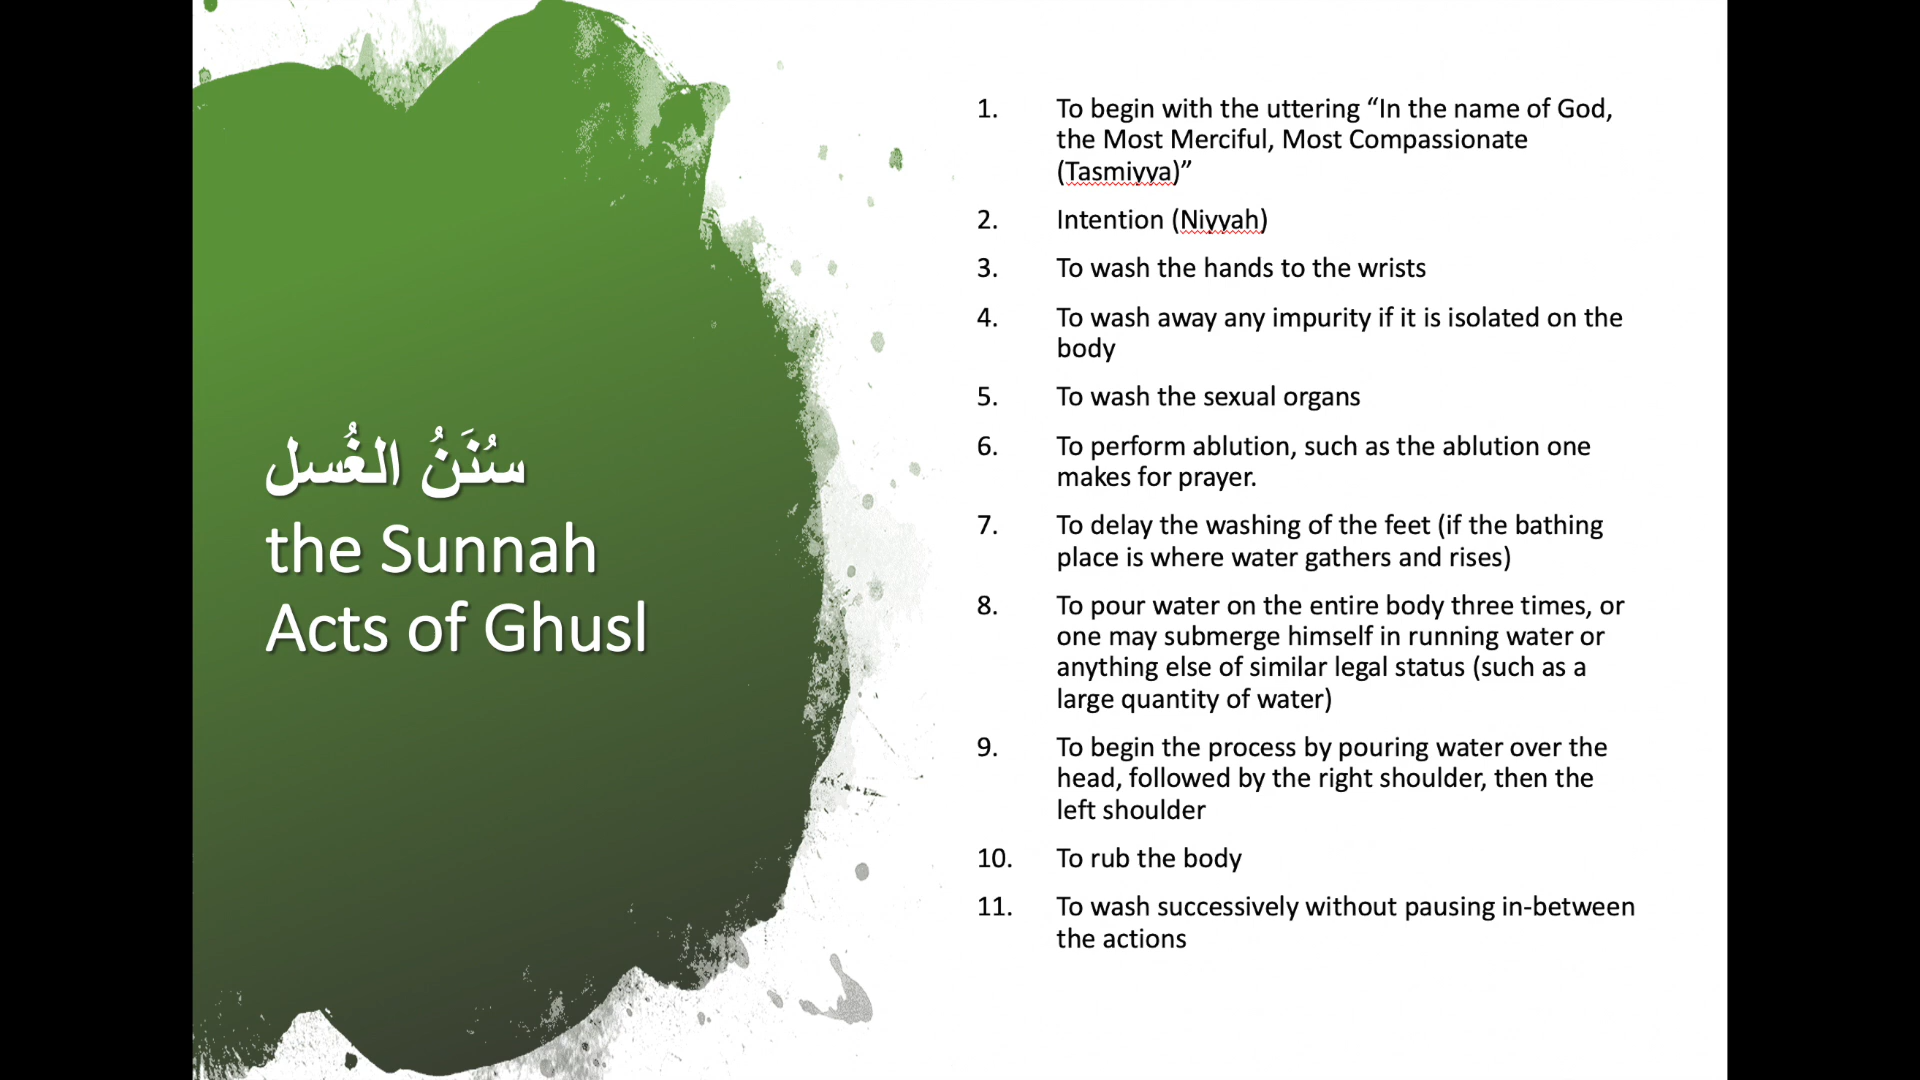 سُنَنُ الغُسل
the Sunnah
Acts of Ghusl
1. To begin with the uttering “In the name of God,
the Most Merciful, Most Compassionate
(Tasmiyya)”
2. Intention (Niyyah)
3. To wash the hands to the wrists
4. To wash away any impurity if it is isolated on the
body
5. To wash the sexual organs
6. To perform ablution, such as the ablution one
makes for prayer.
7. To delay the washing of the feet (if the bathing
place is where water gathers and rises)
8. To pour water on the entire body three times, or
one may submerge himself in running water or
anything else of similar legal status (such as a
large quantity of water)
9. To begin the process by pouring water over the
head, followed by the right shoulder, then the
left shoulder
10. To rub the body
11. To wash successively without pausing in-between
the actions